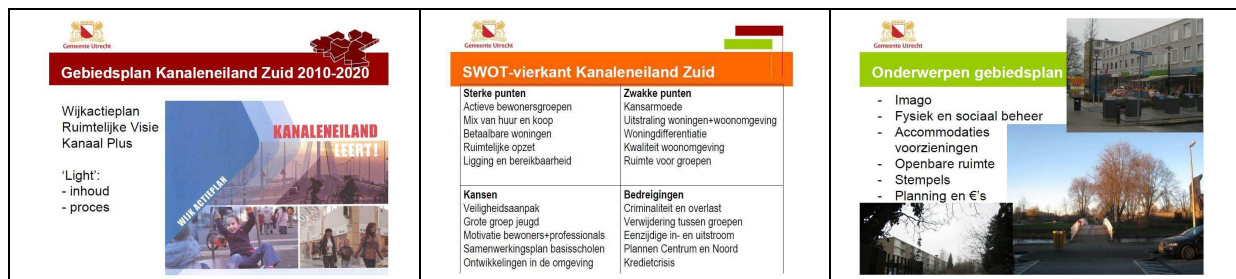 Gemeente Utrecht
Gebiedsplan Kanaleneiland Zuid 2010-2020
Wijkactieplan
Ruimtelijke Visie
Kanaal Plus
'Light':
- inhoud
- proces
KANALENEILAND
LEERT!
WIJKACTIEPLAN
Gemeente Utrecht
SWOT-vierkant Kanaleneiland Zuid
Sterke punten
Actieve bewonersgroepen
Mix van huur en koop
Betaalbare woningen
Ruimtelijke opzet
Ligging en bereikbaarheid
Zwakke punten
Kansarmoede
Uitstraling woningen+woonomgeving
Woningdifferentiatie
Kwaliteit woonomgeving
Ruimte voor groepen
Kansen
Veiligheidsaanpak
Grote groep jeugd
Motivatie bewoners+professionals
Samenwerkingsplan basisscholen
Ontwikkelingen in de omgeving
Bedreigingen
Criminaliteit en overlast
Verwijdering tussen groepen
Eenzijdige in- en uitstroom
Plannen Centrum en Noord
Kredietcrisis
Gemeente Utrecht
Onderwerpen gebiedsplan
- Imago
- Fysiek en sociaal beheer
- Accommodaties
voorzieningen
- Openbare ruimte
- Stempels
- Planning en €'s